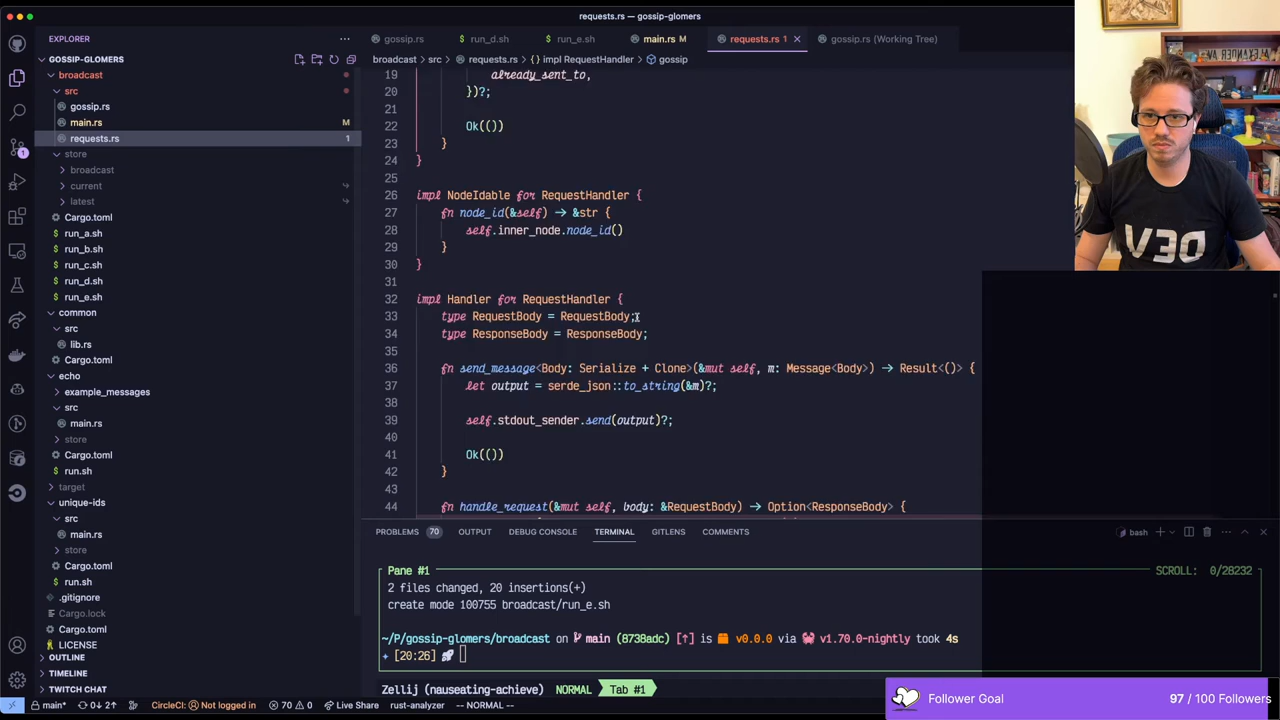 requests.rs — gossip-glomers
EXPLORER
gossip.rs
run_d.sh
run_e.sh
main.rs M
requests.rs 1
gossip.rs (Working Tree)
GOSSIP-GLOMERS
broadcast
src
gossip.rs
main.rs M
requests.rs 1
store
broadcast
current
latest
Cargo.toml
run_a.sh
run_b.sh
run_c.sh
run_d.sh
run_e.sh
common
src
lib.rs
Cargo.toml
echo
example_messages
src
main.rs
store
Cargo.toml
run.sh
target
unique-ids
src
main.rs
store
Cargo.toml
run.sh
.gitignore
Cargo.lock
Cargo.toml
LICENSE
OUTLINE
TIMELINE
TWITCH CHAT
broadcast > src > requests.rs > {} impl RequestHandler > gossip
19 already_sent_to,
20 })?;
21
22 Ok(())
23 }
24 }
25
26 impl NodeIdable for RequestHandler {
27 fn node_id(&self) -> &str {
28 self.inner_node.node_id()
29 }
30 }
31
32 impl Handler for RequestHandler {
33 type RequestBody = RequestBody;
34 type ResponseBody = ResponseBody;
35
36 fn send_message<Body: Serialize + Clone>(&mut self, m: Message<Body>) -> Result<()> {
37 let output = serde_json::to_string(&m)?;
38
39 self.stdout_sender.send(output)?;
40
41 Ok(())
42 }
43
44 fn handle_request(&mut self, body: &RequestBody) -> Option<ResponseBody> {
PROBLEMS 70
OUTPUT
DEBUG CONSOLE
TERMINAL
GITLENS
COMMENTS
bash
Pane #1
SCROLL: 0/28232
2 files changed, 20 insertions(+)
create mode 100755 broadcast/run_e.sh
~/P/gossip-glomers/broadcast on main (8738adc) [↑] is v0.0.0 via v1.70.0-nightly took 4s
[20:26]
Zellij (nauseating-achieve) NORMAL Tab #1
main* 0↓ 2↑ CircleCI: Not logged in 70 0 Live Share rust-analyzer -- NORMAL --
DEV
Follower Goal
97 / 100 Followers